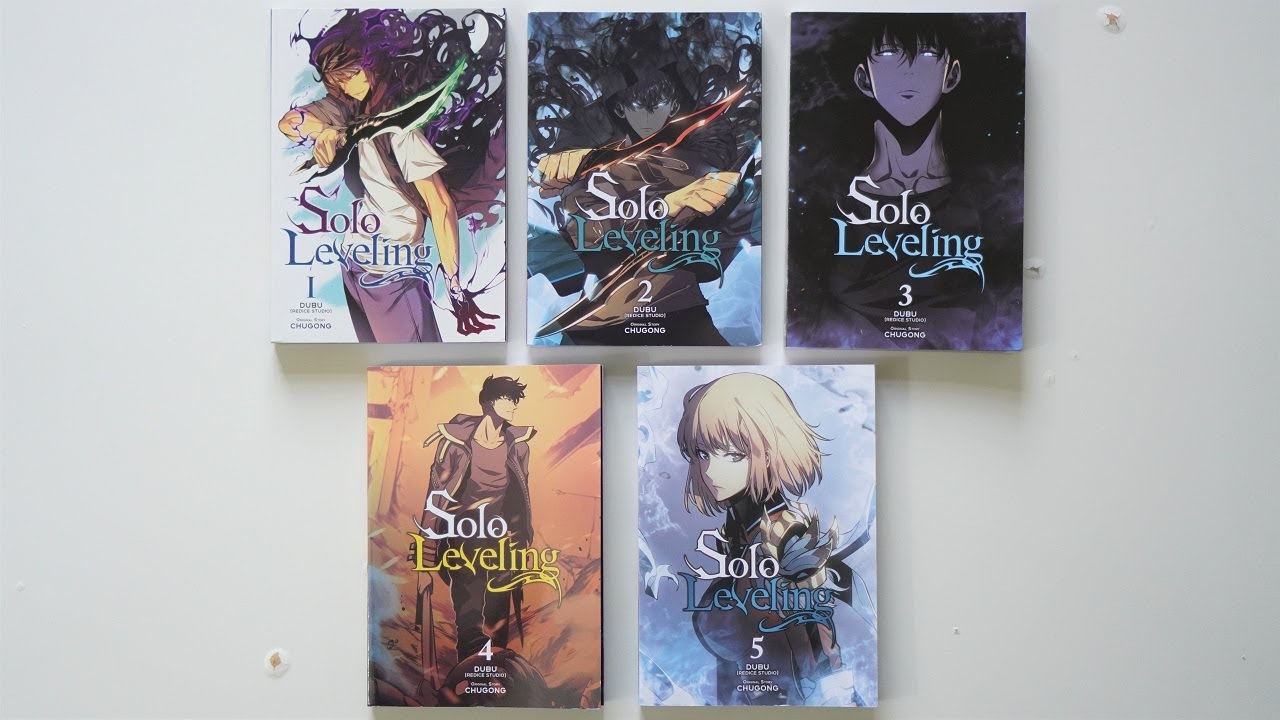 Solo
Leveling
1
DUBU
(REDICE STUDIO)
ORIGINAL STORY
CHUGONG
Solo
Leveling
2
DUBU
(REDICE STUDIO)
ORIGINAL STORY
CHUGONG
Solo
Leveling
3
DUBU
(REDICE STUDIO)
ORIGINAL STORY
CHUGONG
Solo
Leveling
4
DUBU
(REDICE STUDIO)
ORIGINAL STORY
CHUGONG
Solo
Leveling
5
DUBU
(REDICE STUDIO)
ORIGINAL STORY
CHUGONG